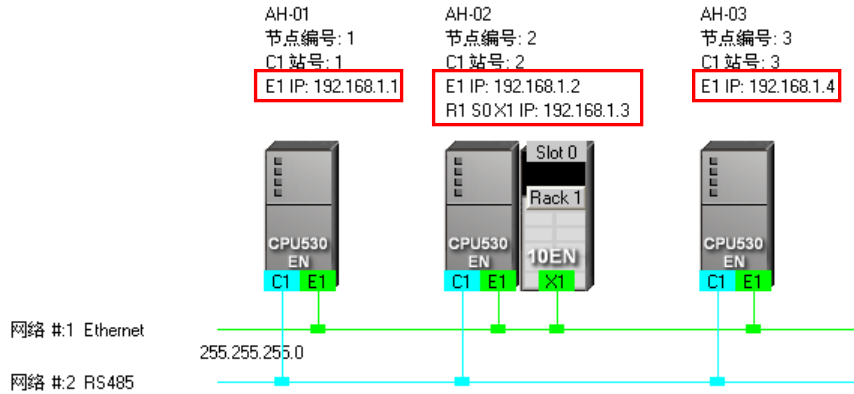 AH-01
节点编号: 1
C1 站号: 1
E1 IP: 192.168.1.1
AH-02
节点编号: 2
C1 站号: 2
E1 IP: 192.168.1.2
R1 S0 X1 IP: 192.168.1.3
AH-03
节点编号: 3
C1 站号: 3
E1 IP: 192.168.1.4
CPU530
EN
C1 E1
CPU530
EN
C1 E1
Slot 0
Rack 1
10EN
X1
CPU530
EN
C1 E1
网络 #:1 Ethernet
255.255.255.0
网络 #:2 RS485